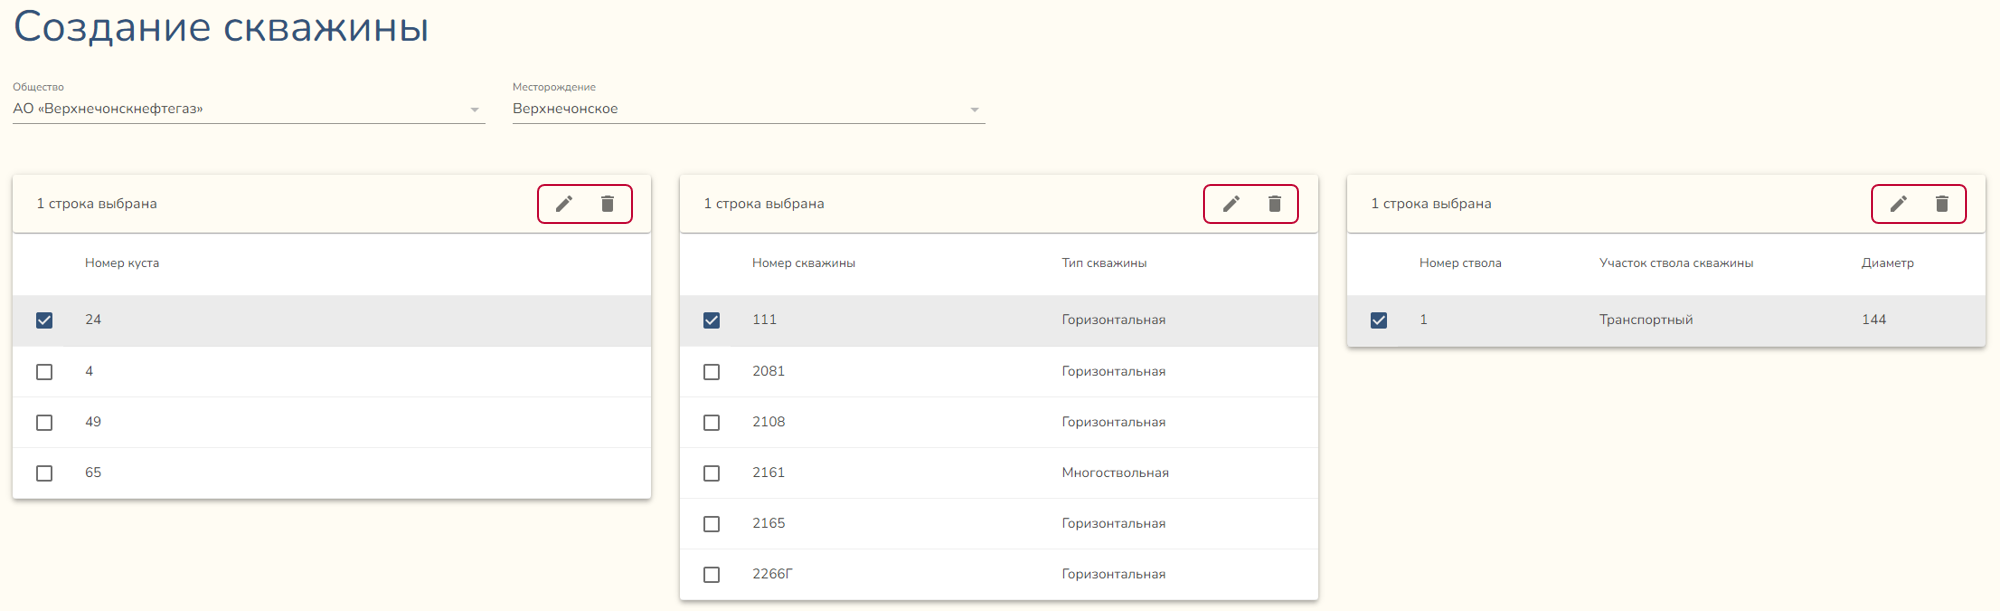 Создание скважины
Общество
АО «Верхнечонскнефтегаз»
Месторождение
Верхнечонское
1 строка выбрана
Номер куста
24
4
49
65
1 строка выбрана
Номер скважины Тип скважины
111 Горизонтальная
2081 Горизонтальная
2108 Горизонтальная
2161 Многоствольная
2165 Горизонтальная
2266Г Горизонтальная
1 строка выбрана
Номер ствола Участок ствола скважины Диаметр
1 Транспортный 144